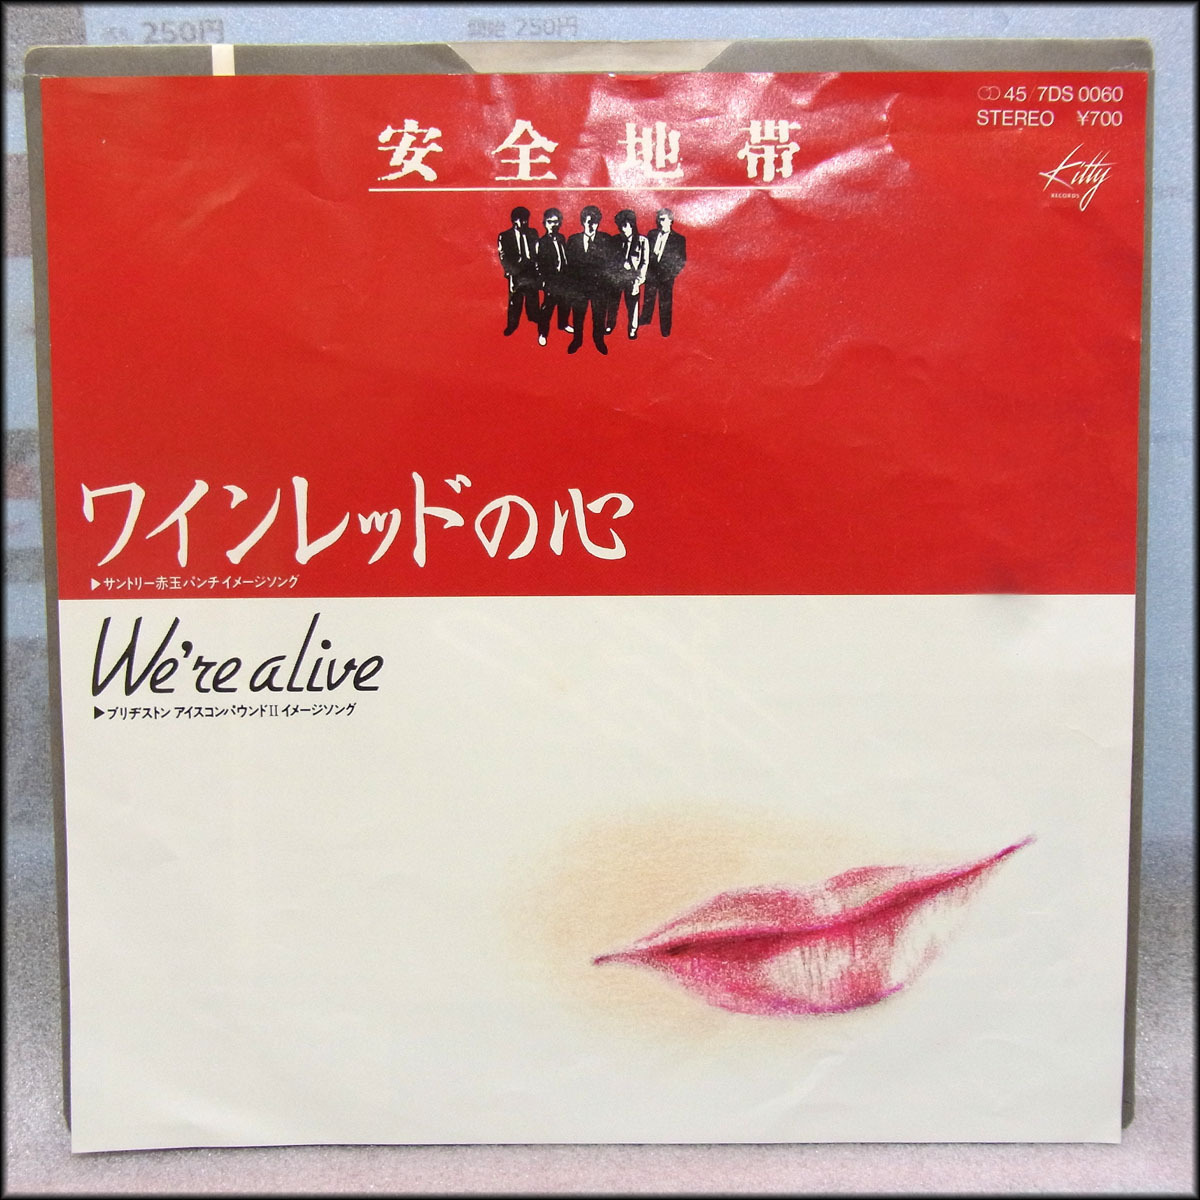 250円
開始 250円
45/7DS 0060
STEREO ¥700
安全地帯
Kitty
RECORDS
ワインレッドの心
▶サントリー赤玉パンチイメージソング
We're alive
▶ブリヂストン アイスコンパウンドII イメージソング